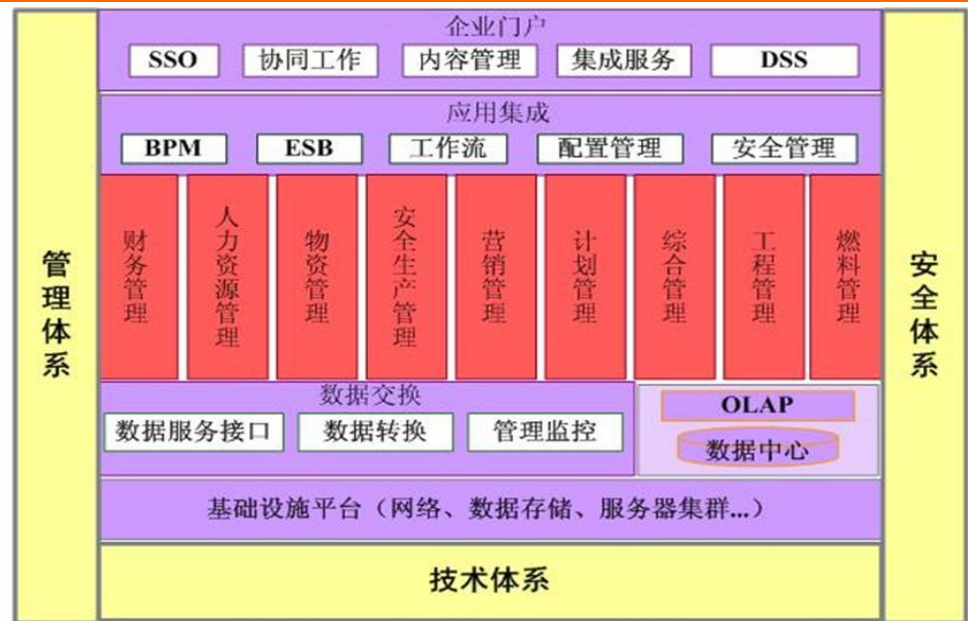 企业门户
SSO
协同工作
内容管理
集成服务
DSS
应用集成
BPM
ESB
工作流
配置管理
安全管理
管理体系
财务管理
人力资源管理
物资管理
安全生产管理
营销管理
计划管理
综合管理
工程管理
燃料管理
安全体系
数据交换
数据服务接口
数据转换
管理监控
OLAP
数据中心
基础设施平台（网络、数据存储、服务器集群...）
技术体系